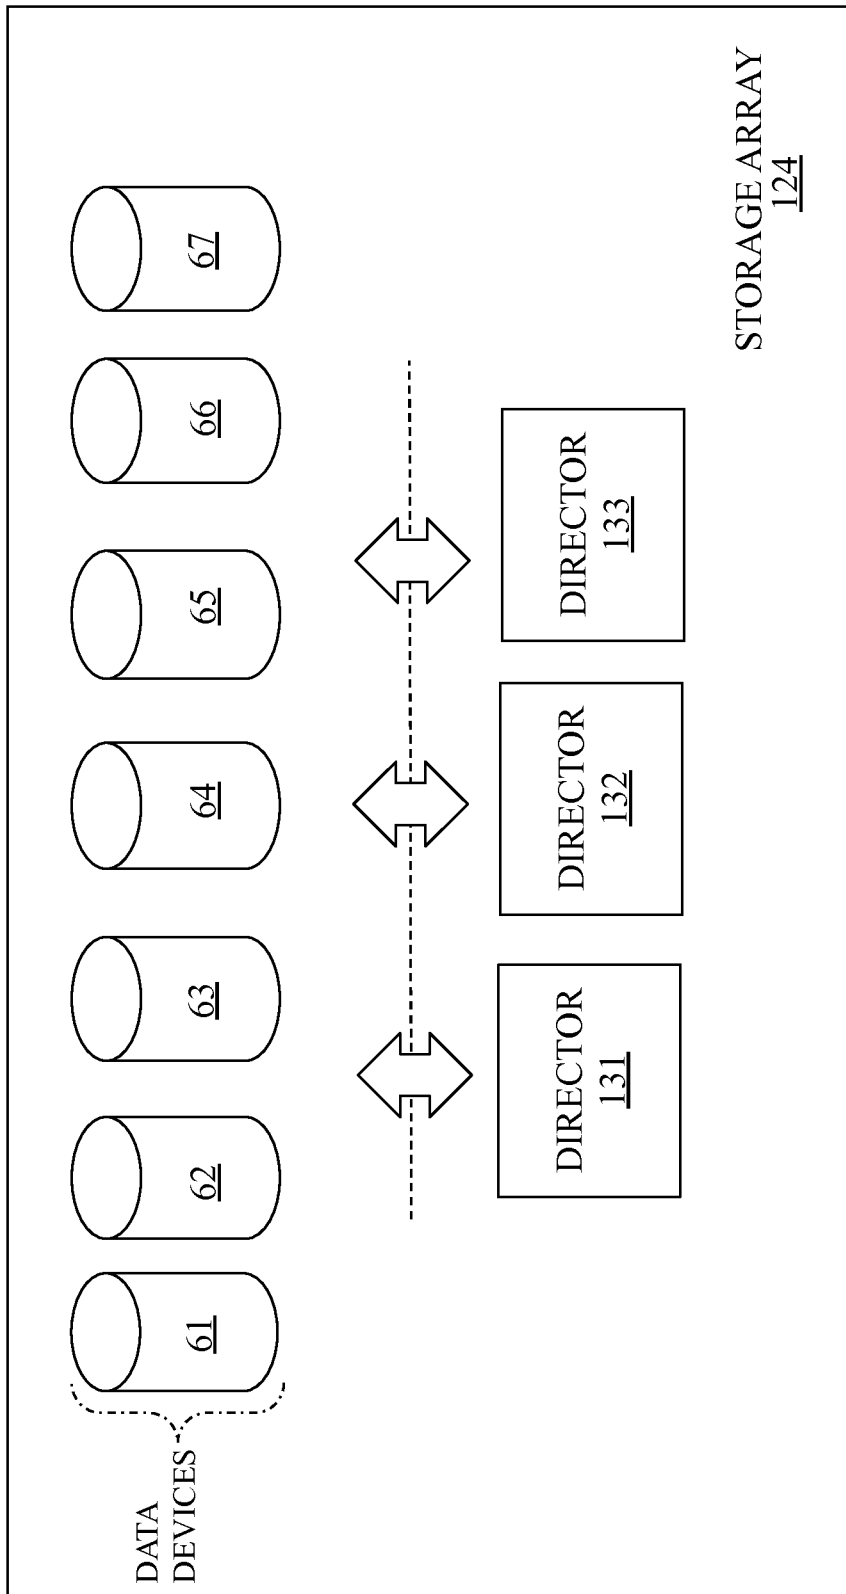 DATA
DEVICES
61
62
63
64
65
66
67
DIRECTOR
131
DIRECTOR
132
DIRECTOR
133
STORAGE ARRAY
124